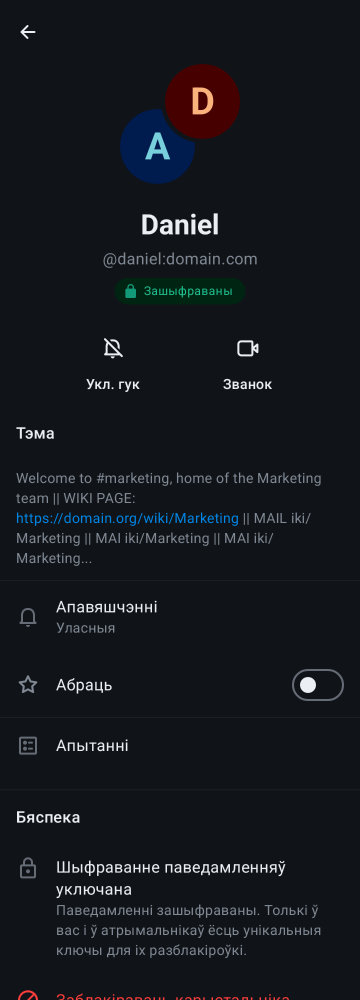 D
A
Daniel
@daniel:domain.com
Зашыфраваны
Укл. гук
Званок
Тэма
Welcome to #marketing, home of the Marketing
team || WIKI PAGE:
https://domain.org/wiki/Marketing || MAIL iki/
Marketing || MAI iki/Marketing || MAI iki/
Marketing...
Апавяшчэнні
Уласныя
Абраць
Апытанні
Бяспека
Шыфраванне паведамленняў
уключана
Паведамленні зашыфраваны. Толькі ў
вас і ў атрымальнікаў ёсць унікальныя
ключы для іх разблакіроўкі.
Заблакіраваць карыстальніка